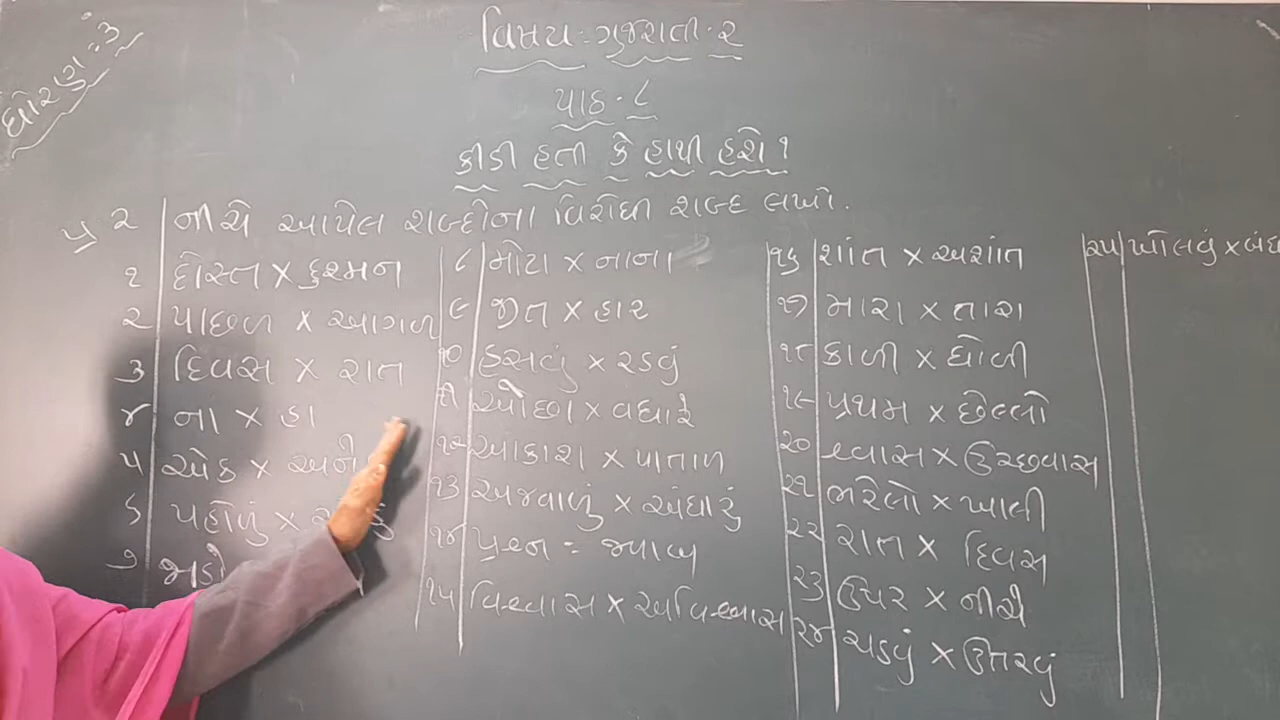 ધોરણ : ૩
વિષય : ગુજરાતી - ૨
પાઠ - ૮
કીડી હતી કે હાથી હશે ?
પ્ર ૨ નીચે આપેલ શબ્દોના વિરોધી શબ્દ લખો.
૧ દોસ્ત × દુશ્મન
૨ પાછળ × આગળ
૩ દિવસ × રાત
૪ ના × હા
૫ એક ×
૬ પહોળું ×
૭
૮ મોટા × નાના
૯ જીત × હાર
૧૦ હસવું × રડવું
૧૧ ઓછા × વધારે
૧૨ આકાશ × પાતાળ
૧૩ અજવાળું × અંધારું
૧૪ પ્રશ્ન = જવાબ
૧૫ વિશ્વાસ × અવિશ્વાસ
૧૬ શાંત × અશાંત
૧૭ મારા × તારા
૧૮ કાળી × ધોળી
૧૯ પ્રથમ × છેલ્લો
૨૦ શ્વાસ × ઉચ્છવાસ
૨૧ ભરેલો × ખાલી
૨૨ રાત × દિવસ
૨૩ ઉપર × નીચે
૨૪ ચડવું × ઉતરવું
૨૫ ખોલવું × બંધ